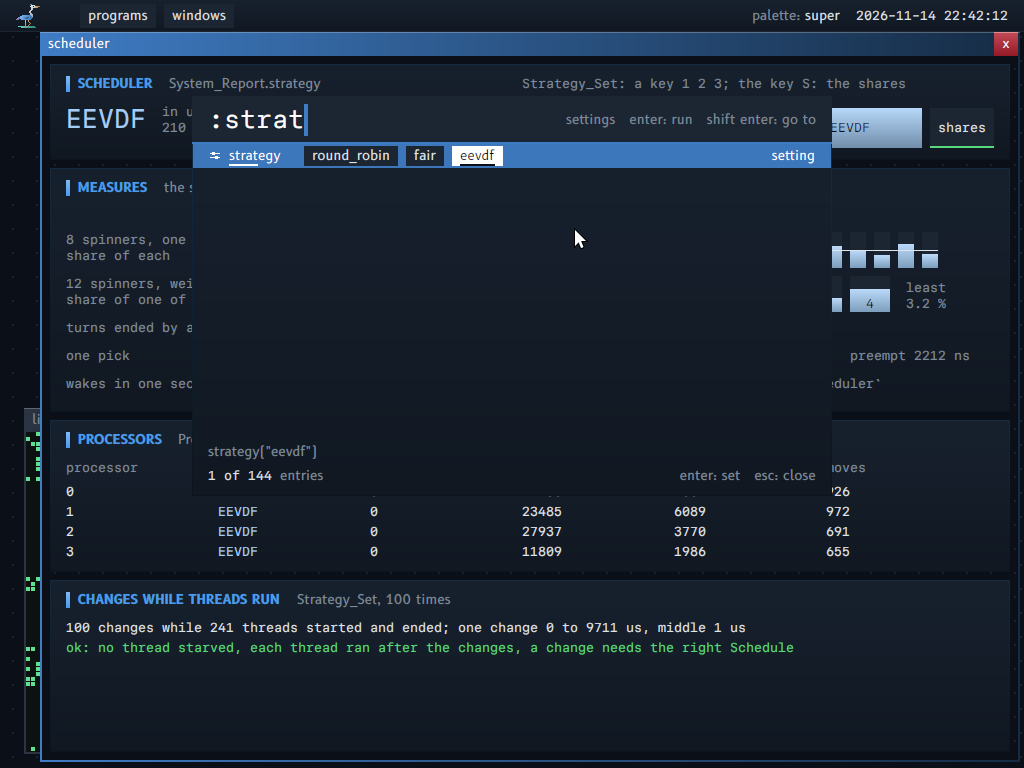 programs windows palette: super 2026-11-14 22:42:12
scheduler x
SCHEDULER System_Report.strategy Strategy_Set: a key 1 2 3; the key S: the shares
EEVDF in
210
EEVDF shares
:strat settings enter: run shift enter: go to
strategy round_robin fair eevdf setting
MEASURES the
8 spinners, one
share of each
12 spinners,
share of one of
4 least
3.2 %
turns ended by
one pick preempt 2212 ns
wakes in one
strategy["eevdf"]
1 of 144 entries enter: set esc: close
PROCESSORS
processor
0 26
1 EEVDF 0 23485 6089 972
2 EEVDF 0 27937 3770 691
3 EEVDF 0 11809 1986 655
CHANGES WHILE THREADS RUN Strategy_Set, 100 times
100 changes while 241 threads started and ended; one change 0 to 9711 us, middle 1 us
ok: no thread starved, each thread ran after the changes, a change needs the right Schedule